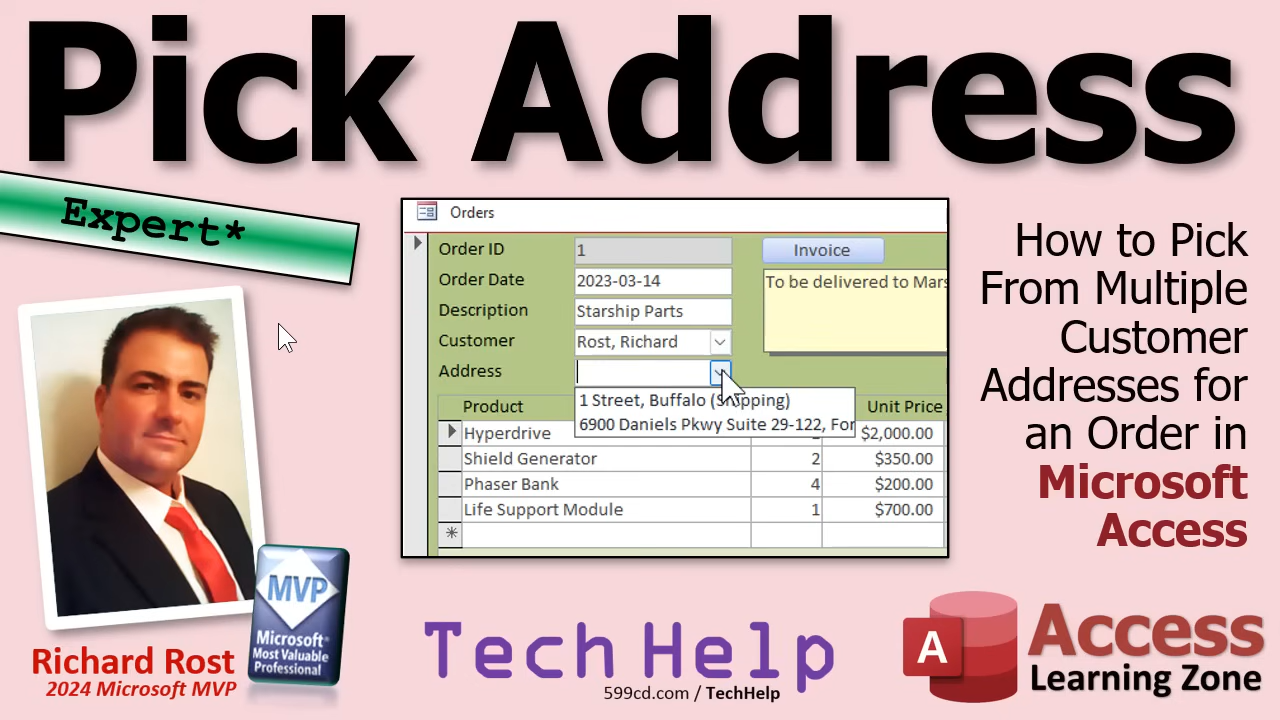 Pick Address
Expert*
Orders
Order ID 1 Invoice
Order Date 2023-03-14 To be delivered to Mars
Description Starship Parts
Customer Rost, Richard
Address
1 Street, Buffalo (Shipping)
6900 Daniels Pkwy Suite 29-122, For
Product Unit Price
Hyperdrive $2,000.00
Shield Generator 2 $350.00
Phaser Bank 4 $200.00
Life Support Module 1 $700.00
How to Pick
From Multiple
Customer
Addresses for
an Order in
Microsoft
Access
MVP
Microsoft®
Most Valuable
Professional
Richard Rost
2024 Microsoft MVP
Tech Help
599cd.com / TechHelp
A
Access
Learning Zone